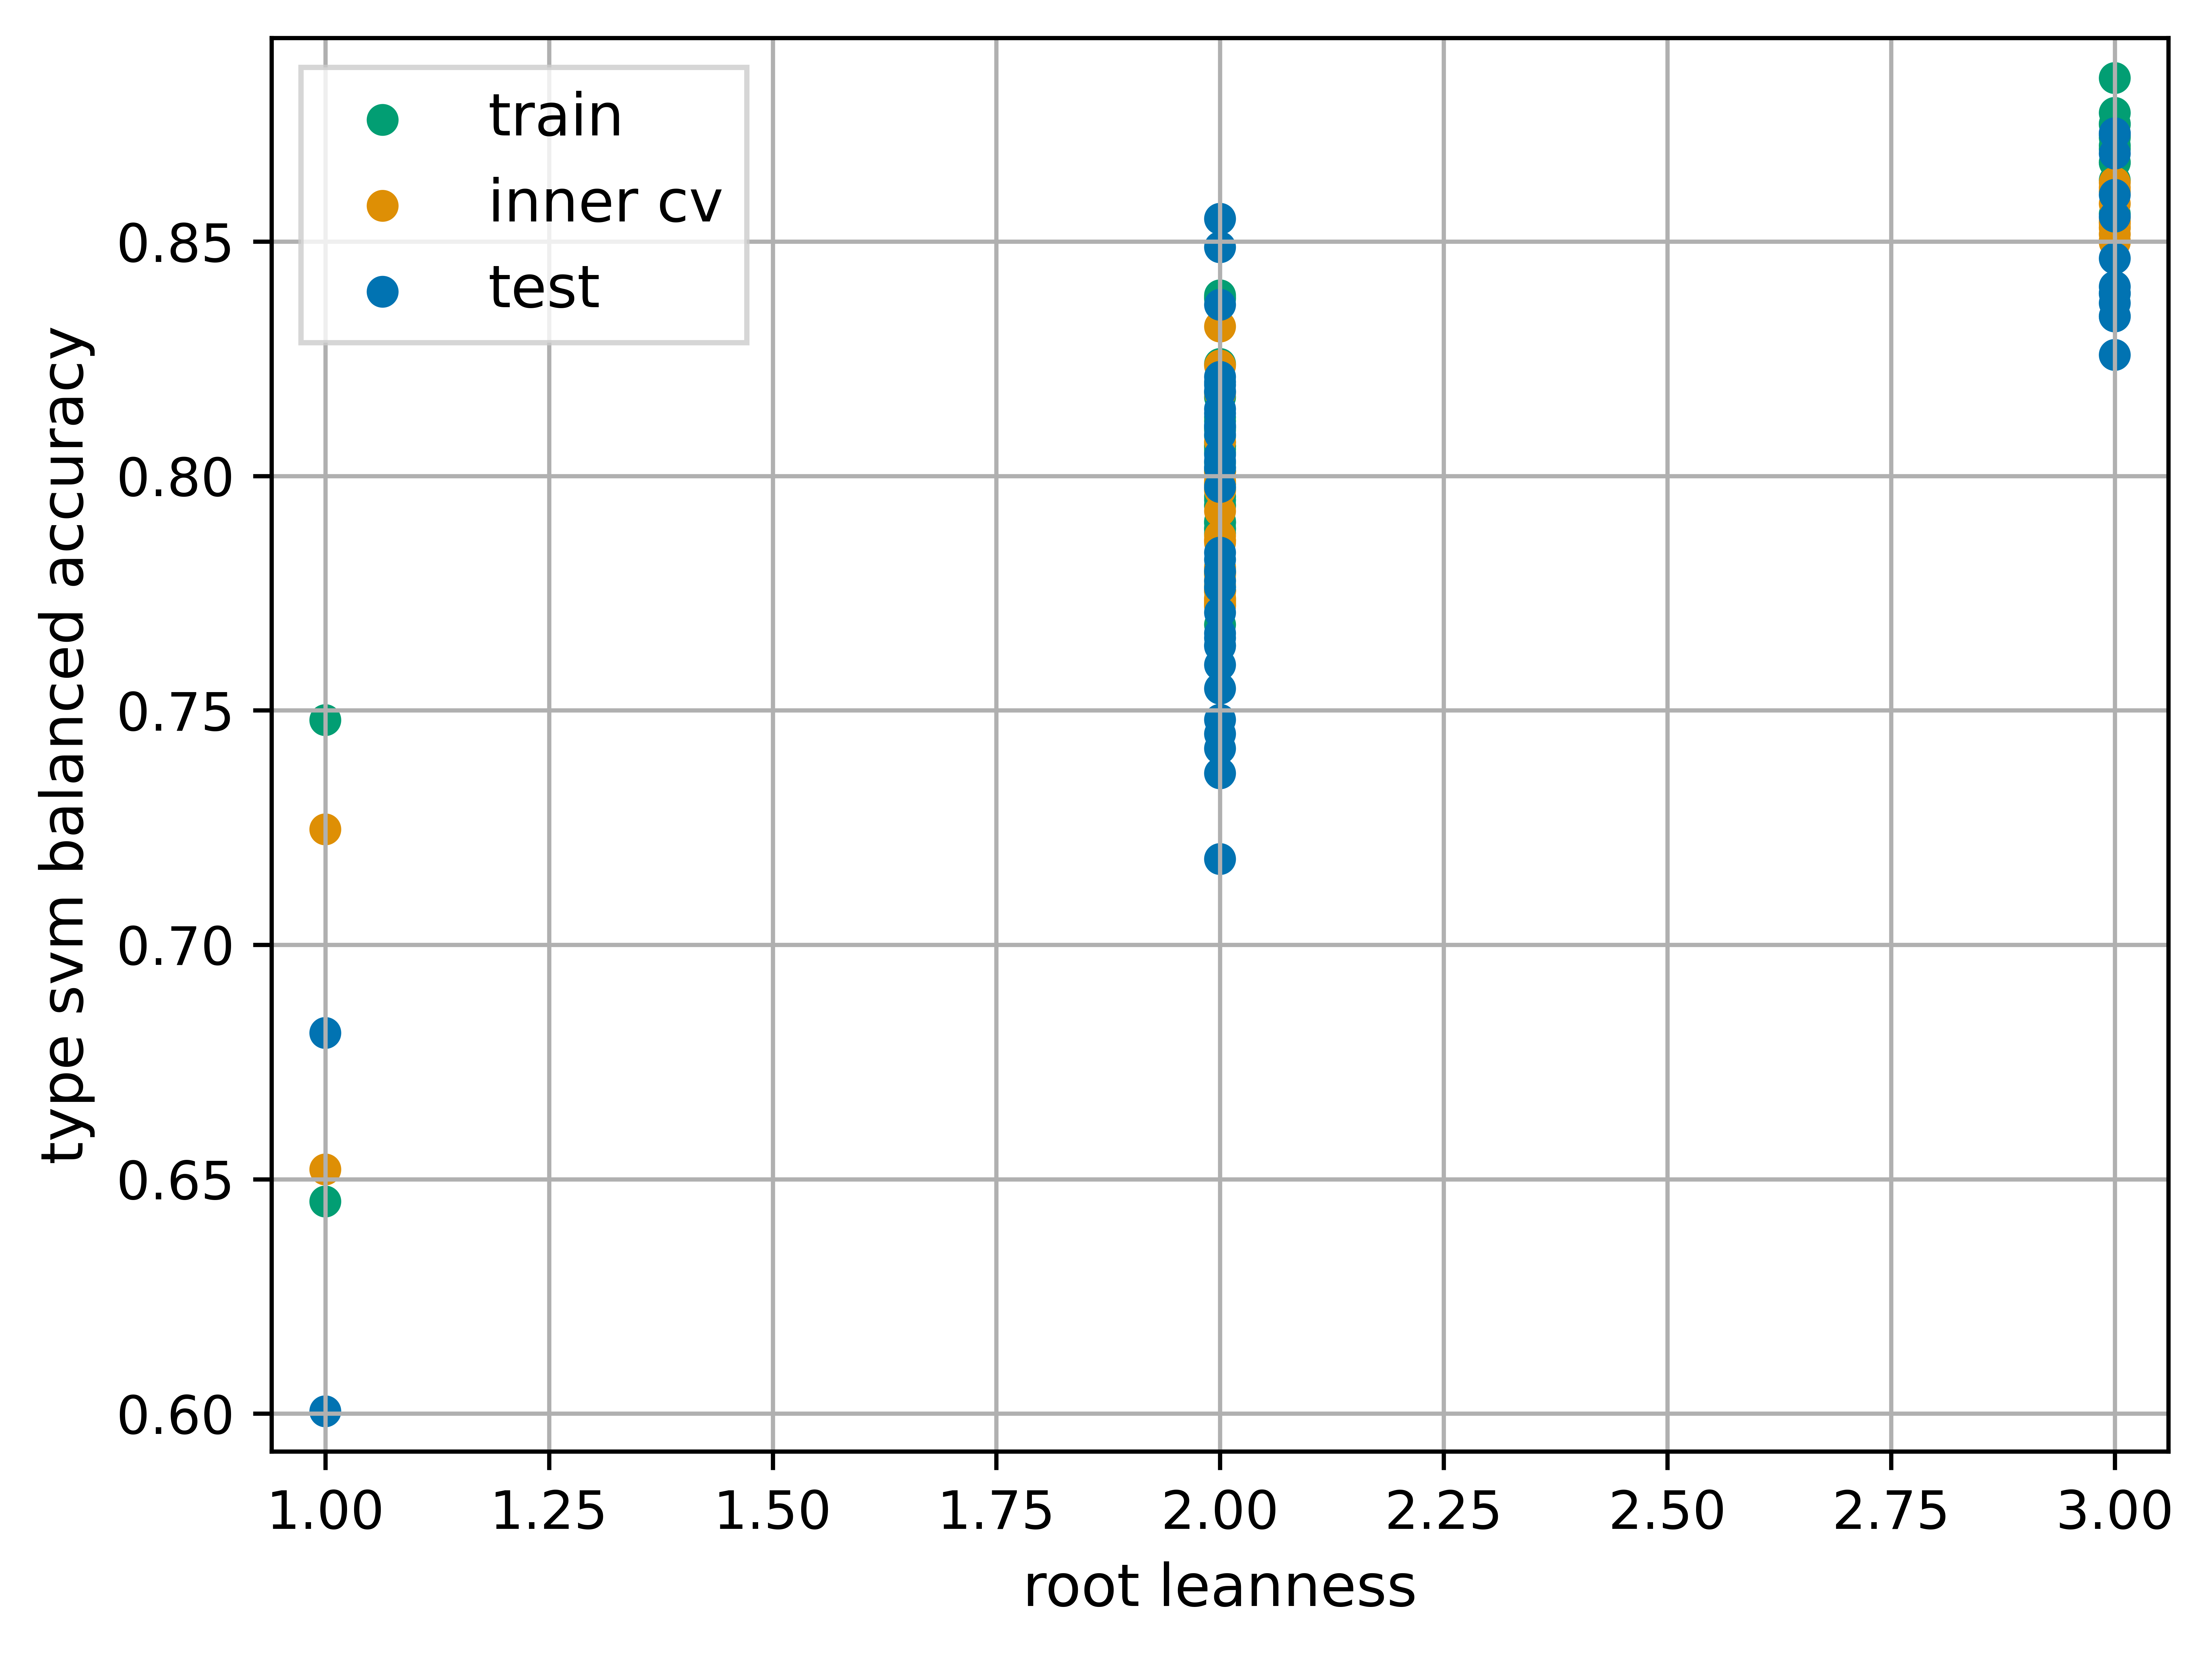 train
inner cv
test
0.85
0.80
0.75
0.70
0.65
0.60
type svm balanced accuracy
1.00 1.25 1.50 1.75 2.00 2.25 2.50 2.75 3.00
root leanness